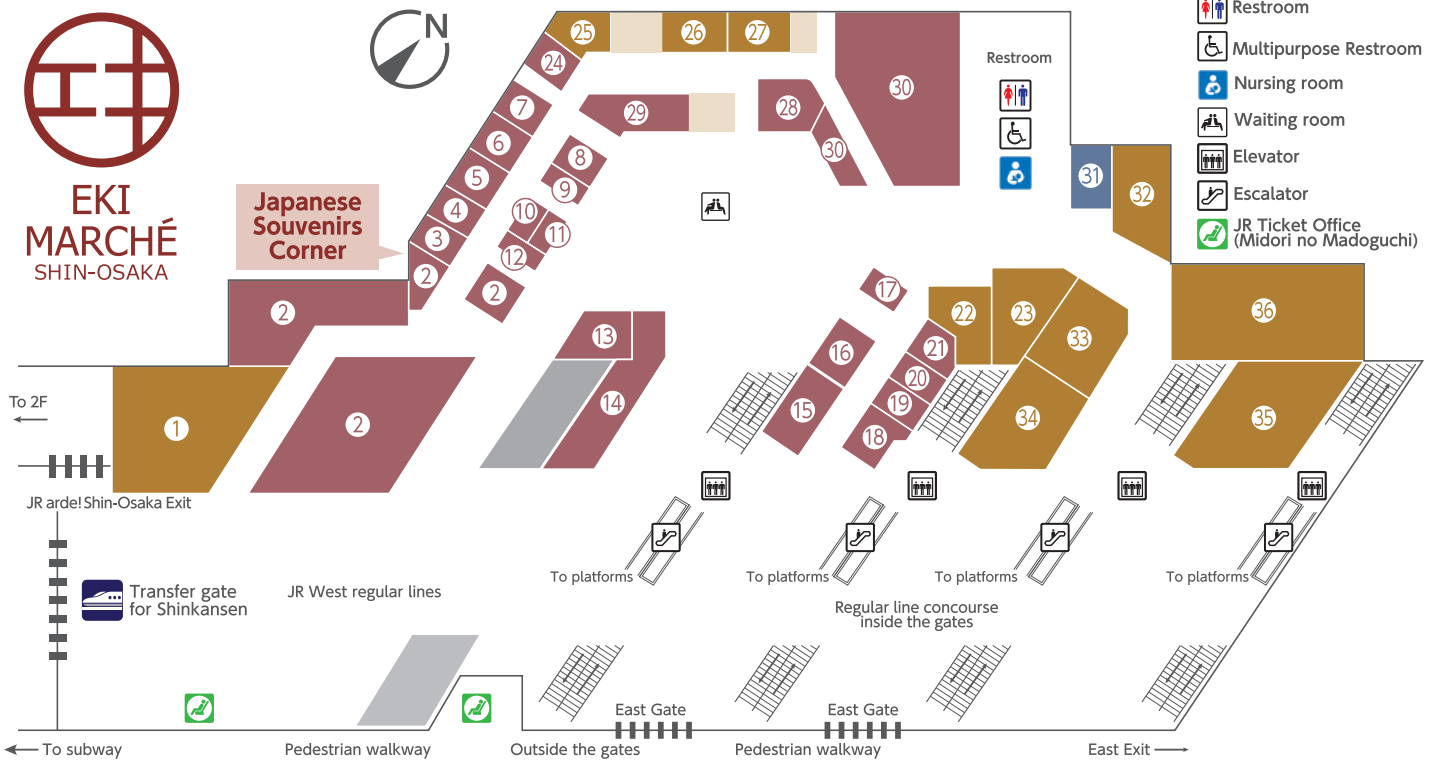 EKI
MARCHÉ
SHIN-OSAKA
N
Restroom
Multipurpose Restroom
Nursing room
Waiting room
Elevator
Escalator
JR Ticket Office
(Midori no Madoguchi)
Restroom
25
26
27
24
30
7
29
28
6
8
30
5
9
31
32
4
10
11
3
12
Japanese
Souvenirs
Corner
2
2
2
17
13
22
23
36
16
21
33
20
14
15
19
34
35
18
1
2
To 2F
JR arde! Shin-Osaka Exit
Transfer gate
for Shinkansen
JR West regular lines
To platforms
To platforms
To platforms
To platforms
Regular line concourse
inside the gates
East Gate
East Gate
To subway
Pedestrian walkway
Outside the gates
Pedestrian walkway
East Exit